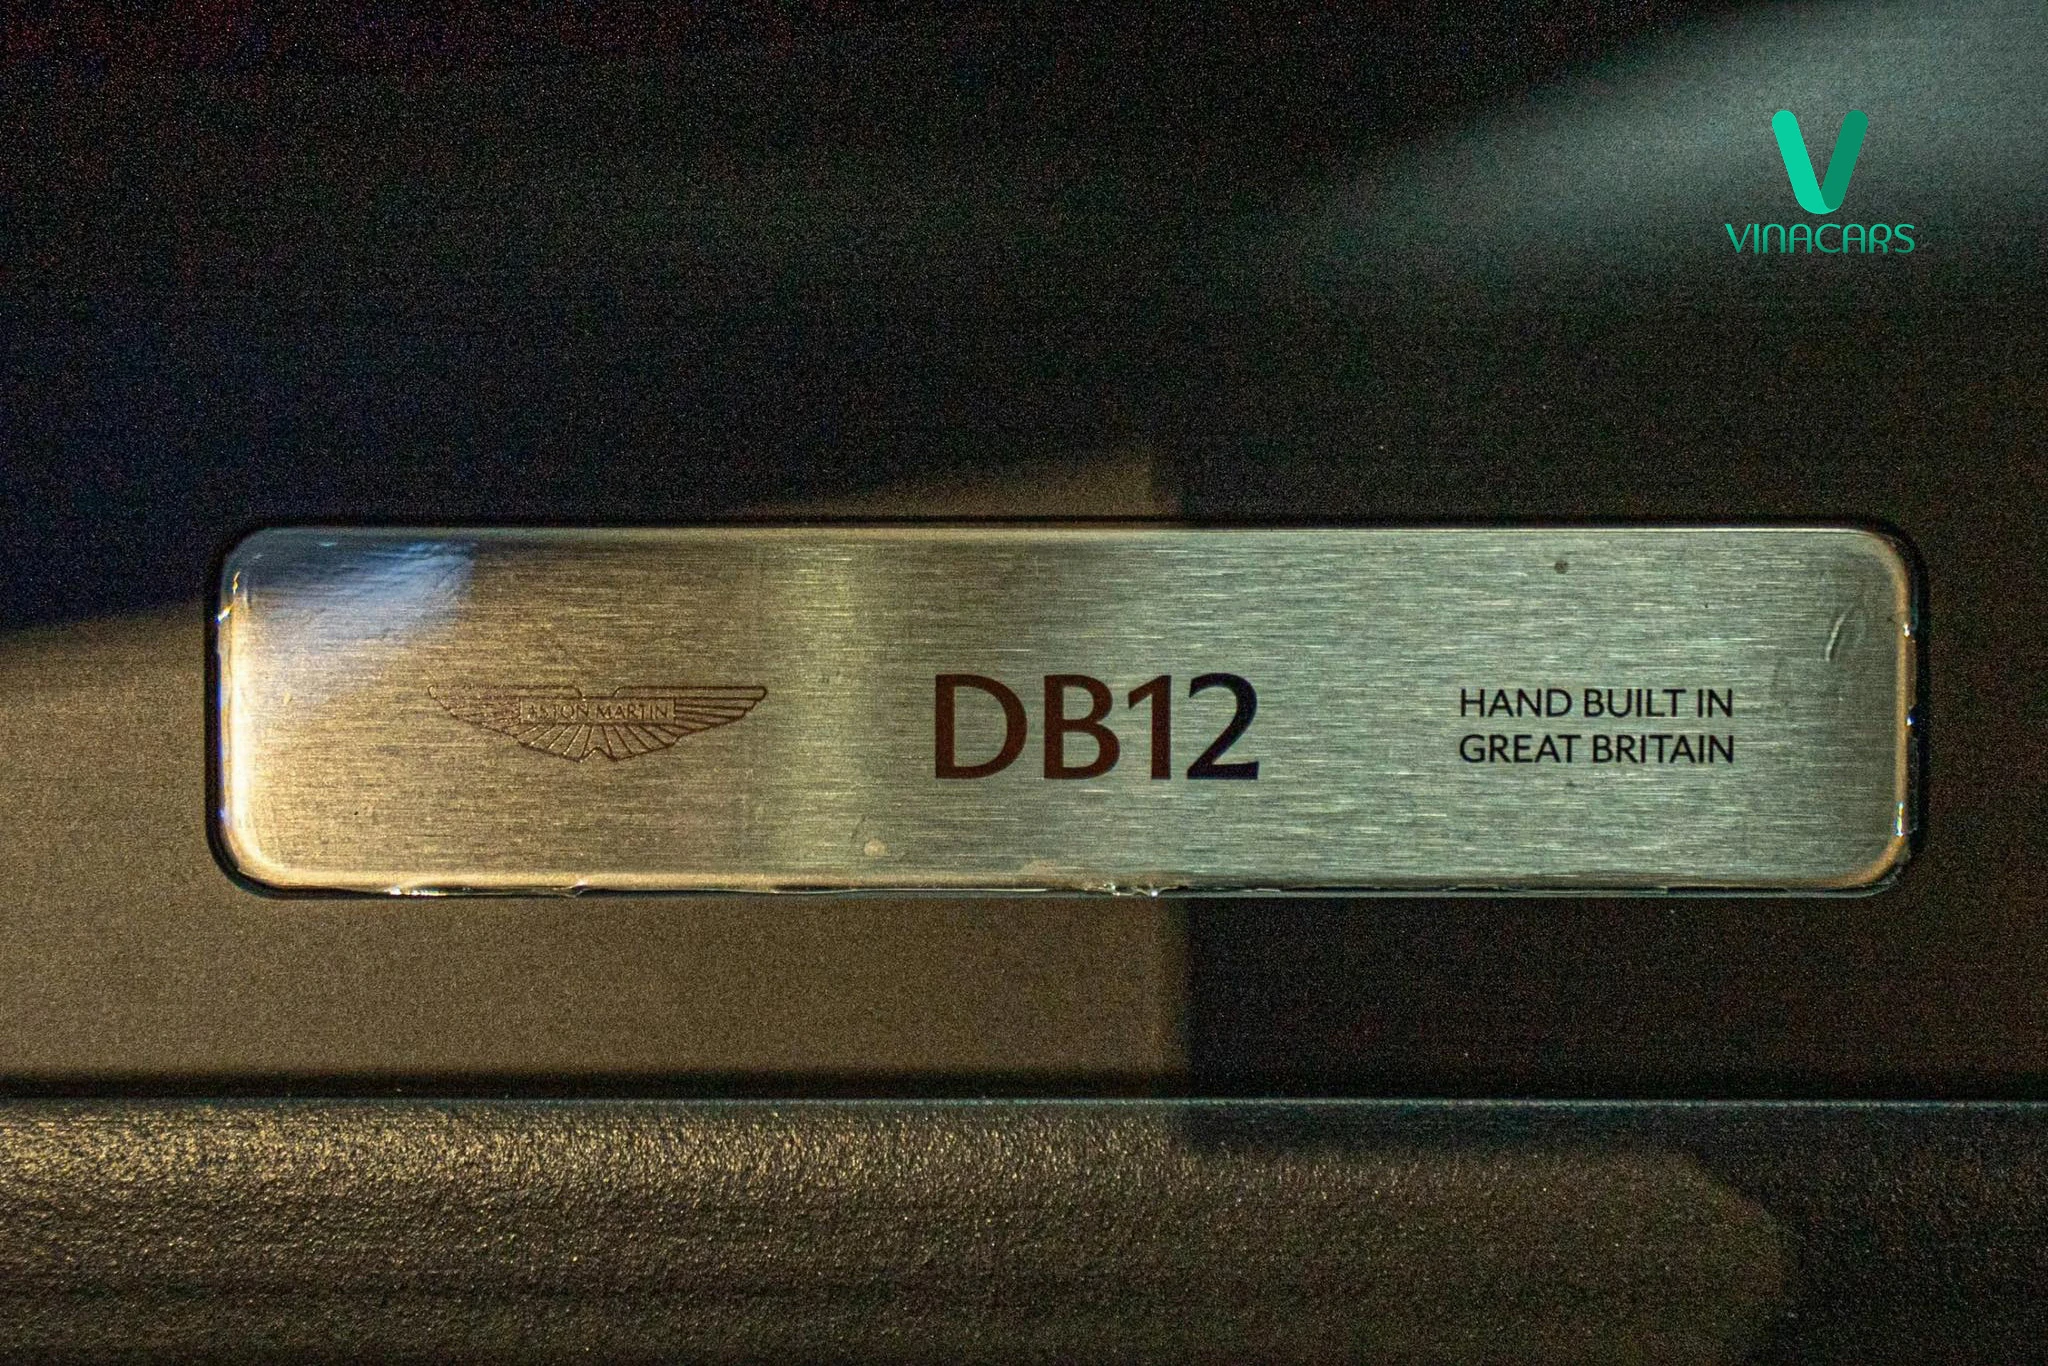 VINACARS
ASTON MARTIN
DB12
HAND BUILT IN
GREAT BRITAIN